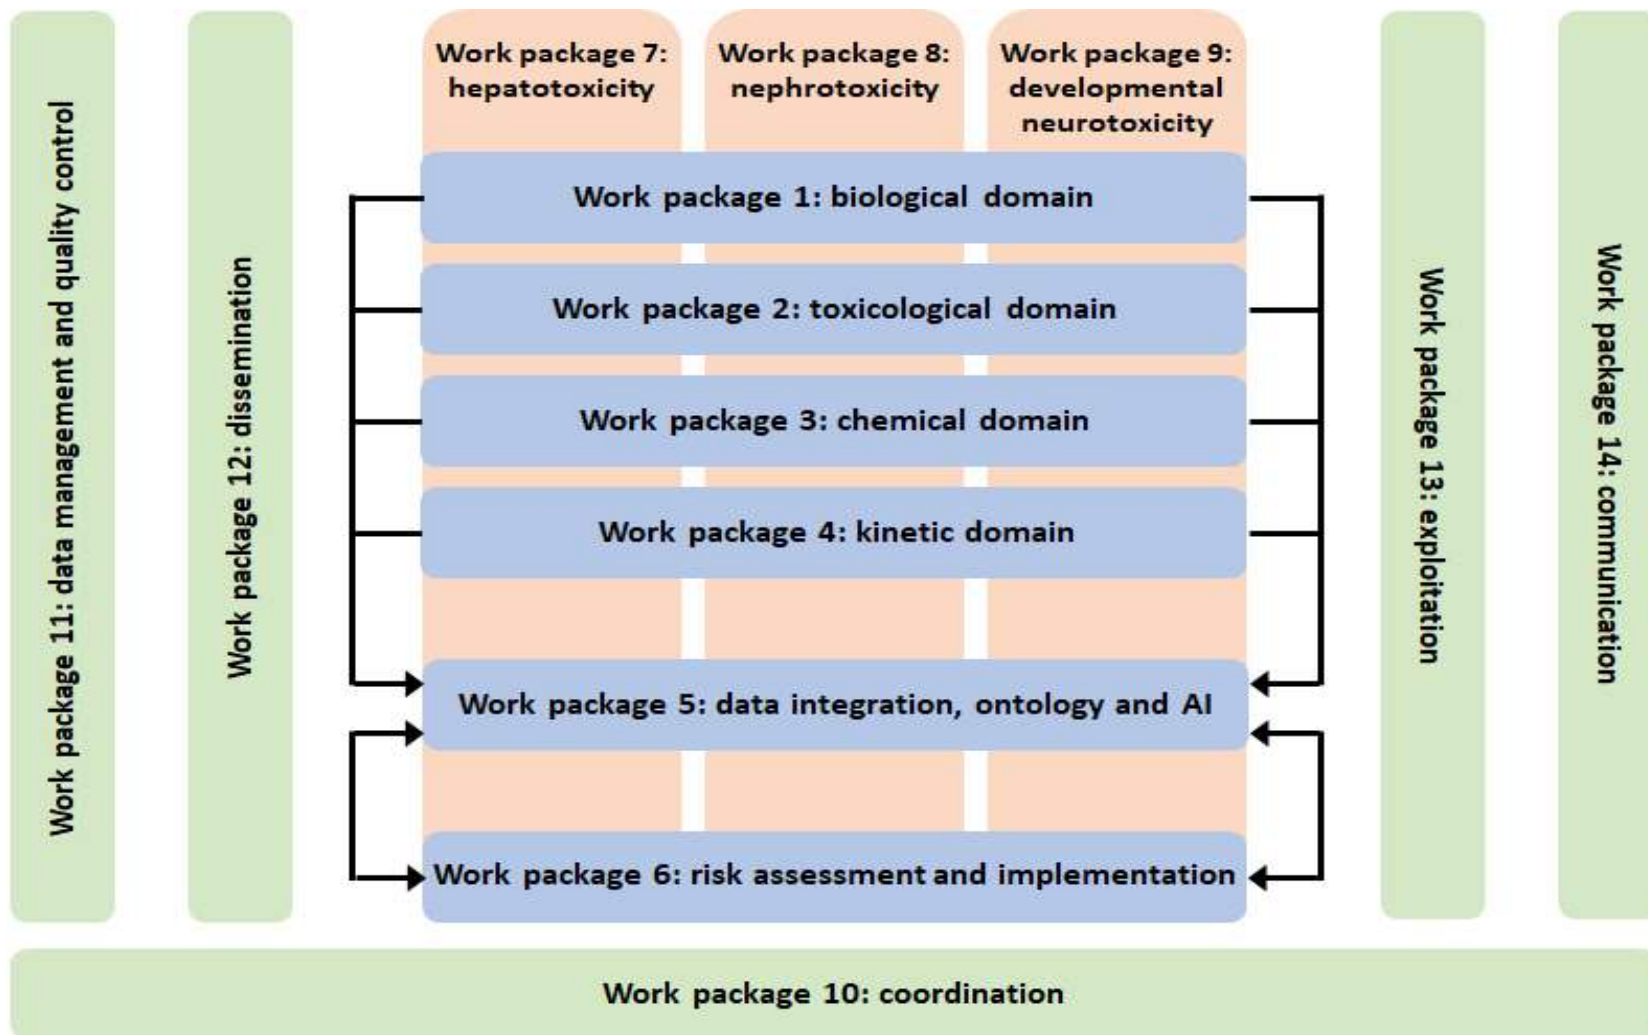 Work package 11: data management and quality control
Work package 12: dissemination
Work package 7:
hepatotoxicity
Work package 8:
nephrotoxicity
Work package 9:
developmental
neurotoxicity
Work package 1: biological domain
Work package 2: toxicological domain
Work package 3: chemical domain
Work package 4: kinetic domain
Work package 5: data integration, ontology and AI
Work package 6: risk assessment and implementation
Work package 13: exploitation
Work package 14: communication
Work package 10: coordination